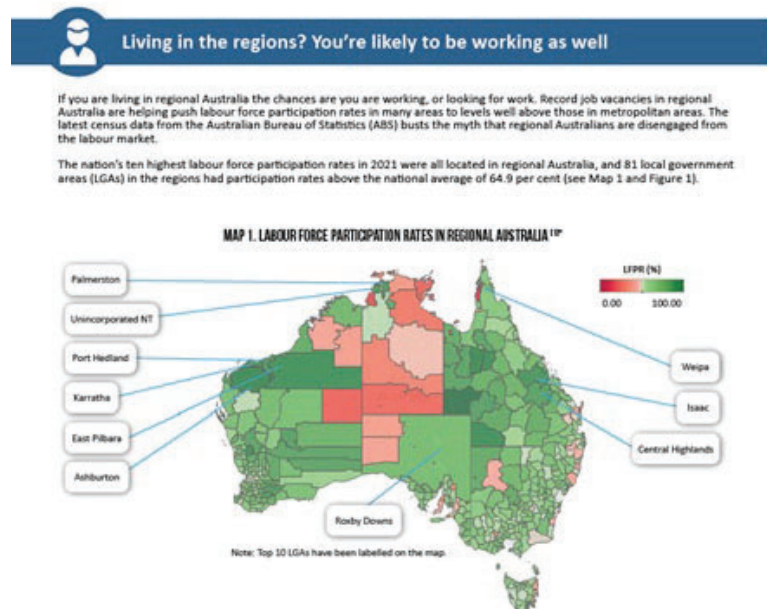 Living in the regions? You're likely to be working as well
If you are living in regional Australia the chances are you are working, or looking for work. Record job vacancies in regional
Australia are helping push labour force participation rates in many areas to levels well above those in metropolitan areas. The
latest census data from the Australian Bureau of Statistics (ABS) busts the myth that regional Australians are disengaged from
the labour market.
The nation's ten highest labour force participation rates in 2021 were all located in regional Australia, and 81 local government
areas (LGAs) in the regions had participation rates above the national average of 64.9 per cent (see Map 1 and Figure 1).
MAP 1. LABOUR FORCE PARTICIPATION RATES IN REGIONAL AUSTRALIA
Palmerston
Unincorporated NT
Port Hedland
Karratha
East Pilbara
Ashburton
LFPR (%)
0.00 100.00
Weipa
Isaac
Central Highlands
Roxby Downs
Note: Top 10 LGAs have been labelled on the map.